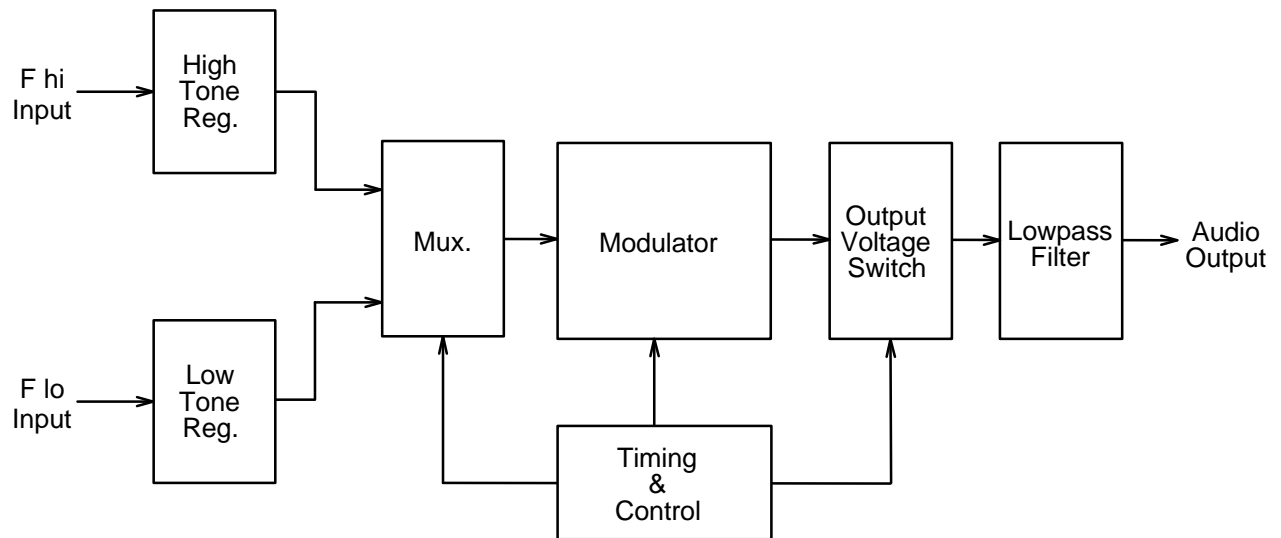 F hi
Input
High
Tone
Reg.
Mux.
Modulator
Output
Voltage
Switch
Lowpass
Filter
Audio
Output
F lo
Input
Low
Tone
Reg.
Timing
&
Control